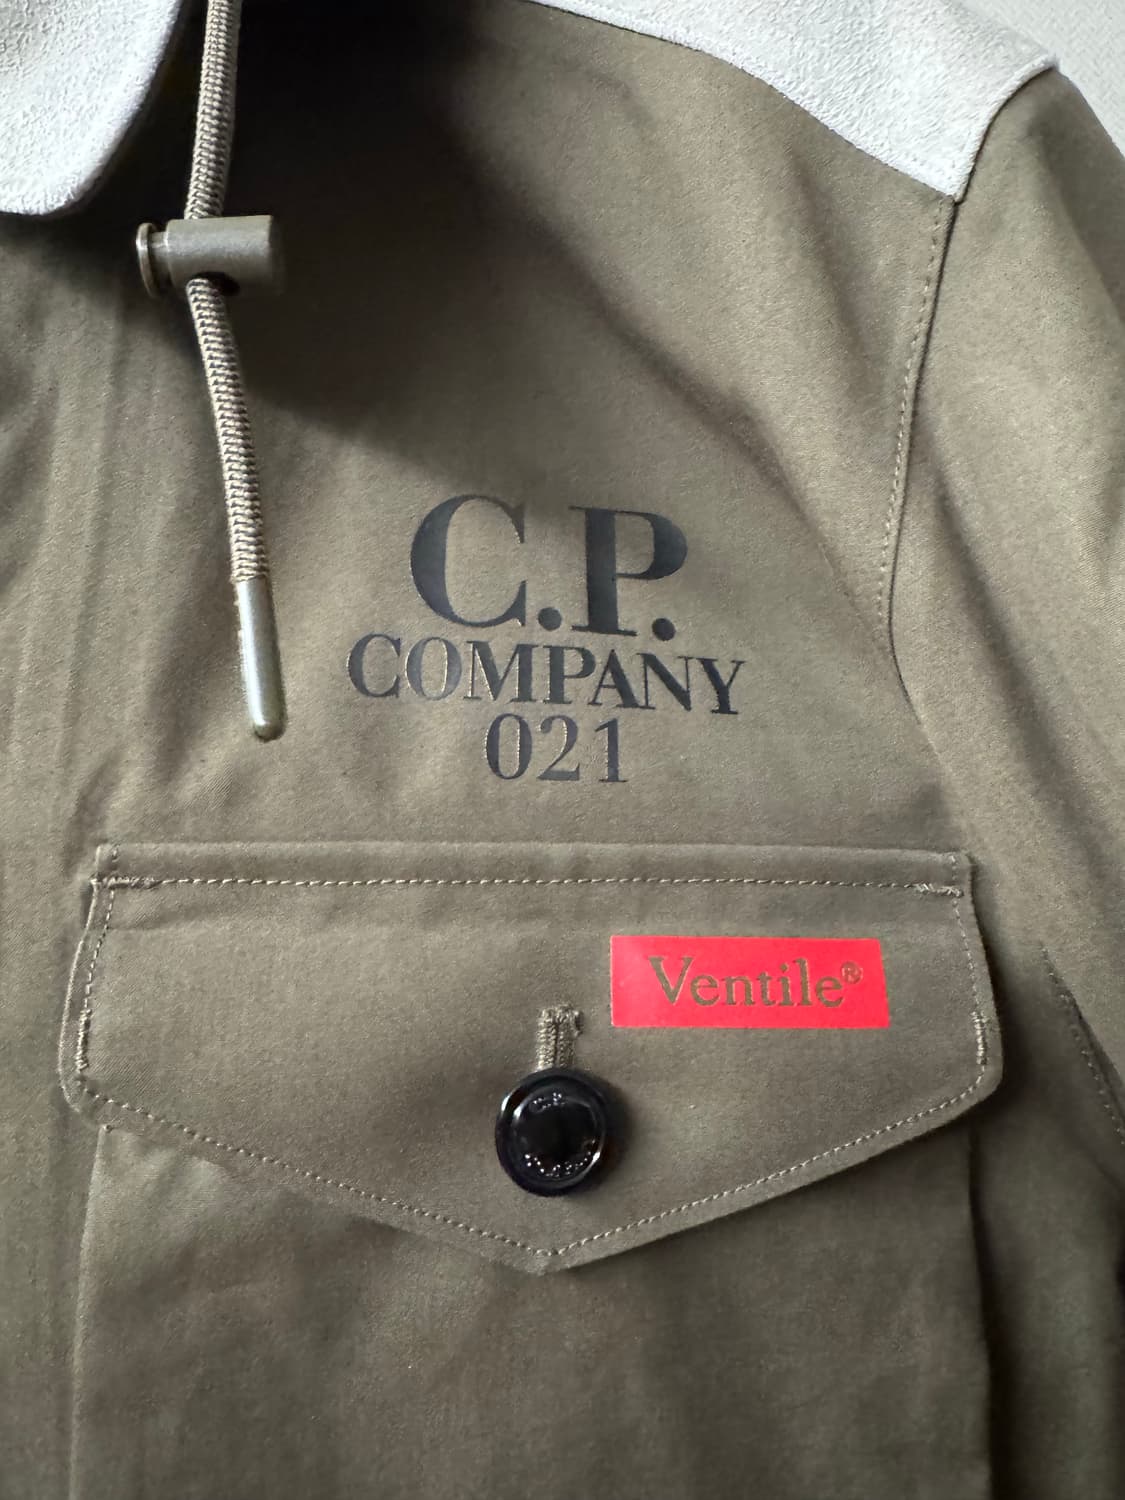 C.P.
COMPANY
021
Ventile®
C.P.